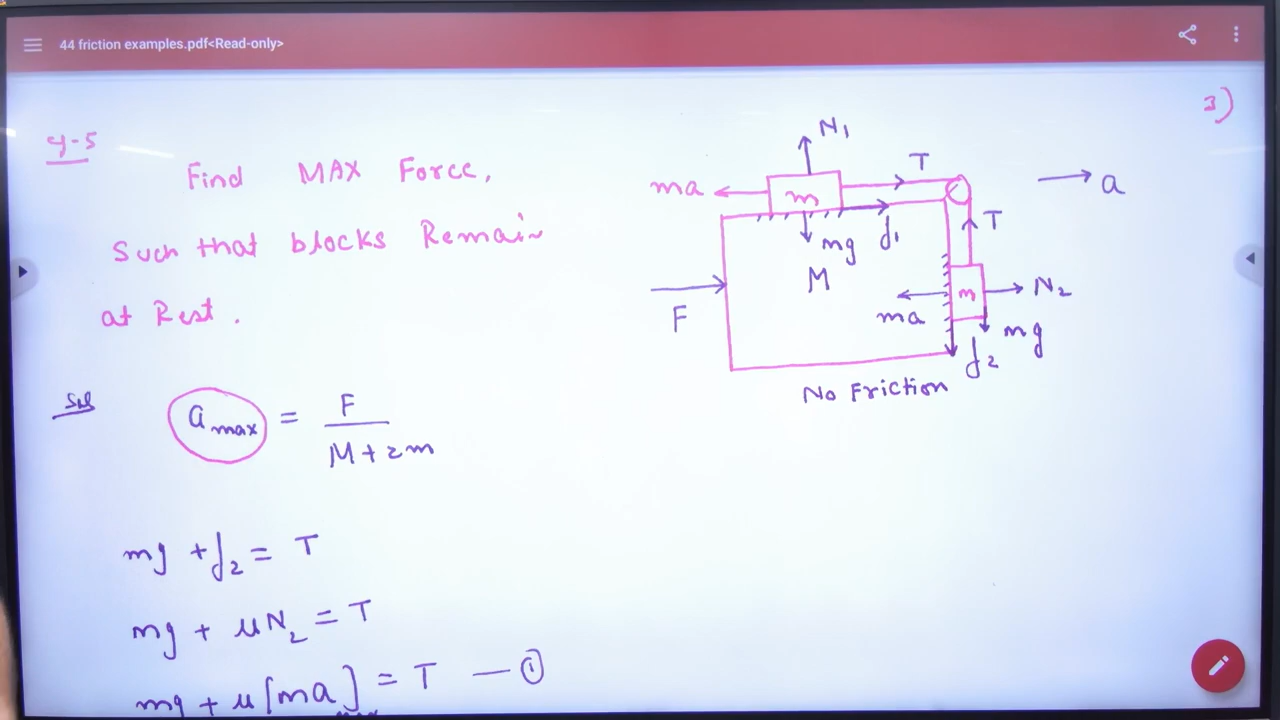 44 friction examples.pdf<Read-only>
3)
Y-5
Find MAX Force,
Such that blocks Remain
at Rest.
N1
ma
m
T
a
mg
f1
T
M
F
ma
m
N2
mg
f2
No Friction
Sol
a max = F / M+2m
mg + f2 = T
mg + μN2 = T
mg + μ[ma max] = T — ①